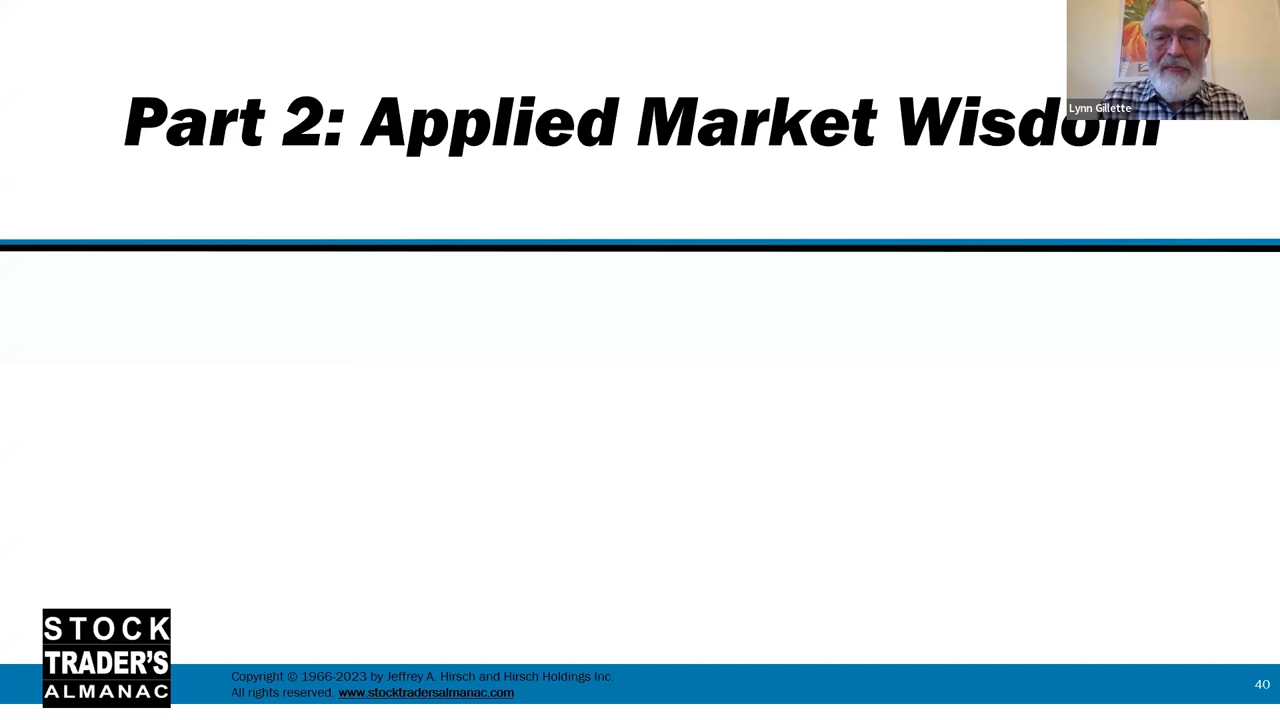 Part 2: Applied Market Wisdom
Lynn Gillette
STOCK
TRADER'S
ALMANAC
Copyright © 1966-2023 by Jeffrey A. Hirsch and Hirsch Holdings Inc.
All rights reserved. www.stocktradersalmanac.com
40